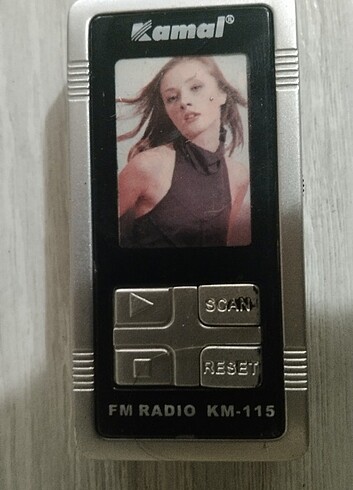 Kamal®
SCAN
RESET
FM RADIO KM-115